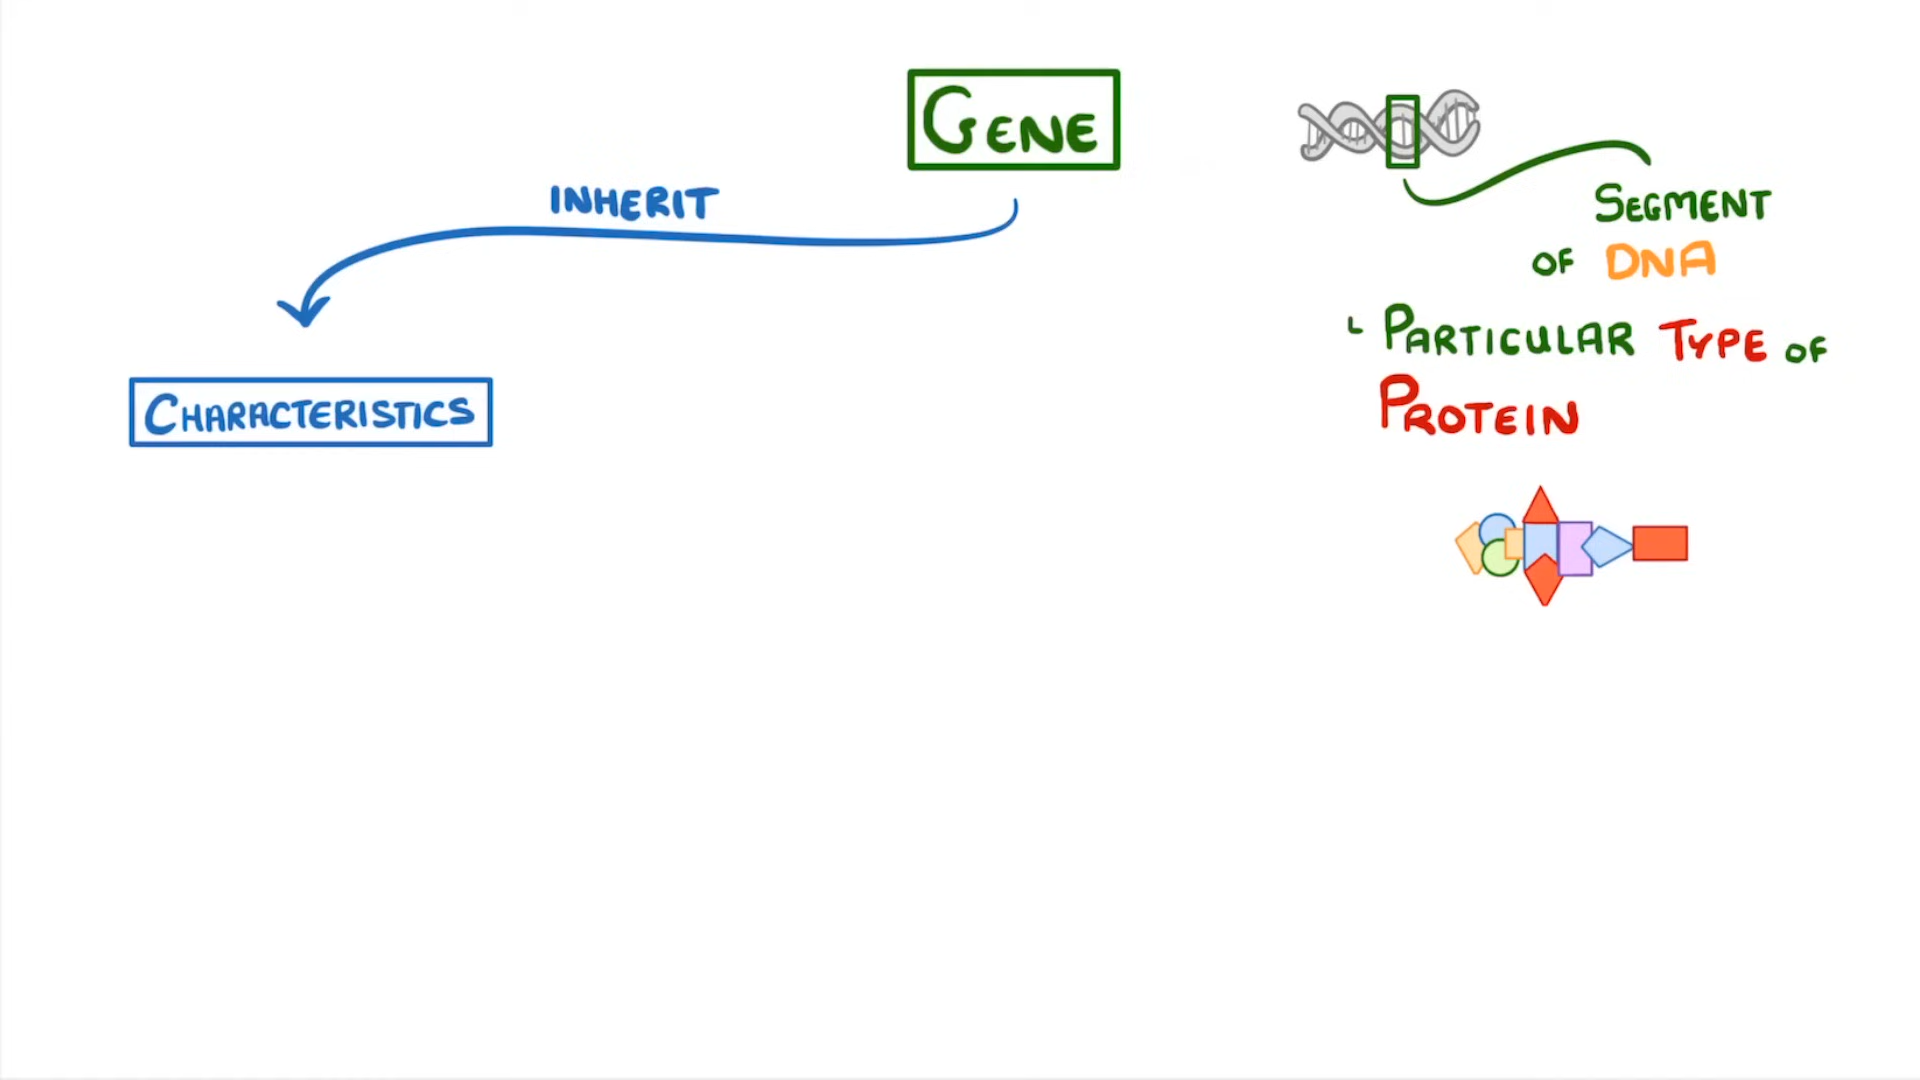 GENE
INHERIT
SEGMENT
OF DNA
PARTICULAR TYPE OF
PROTEIN
CHARACTERISTICS